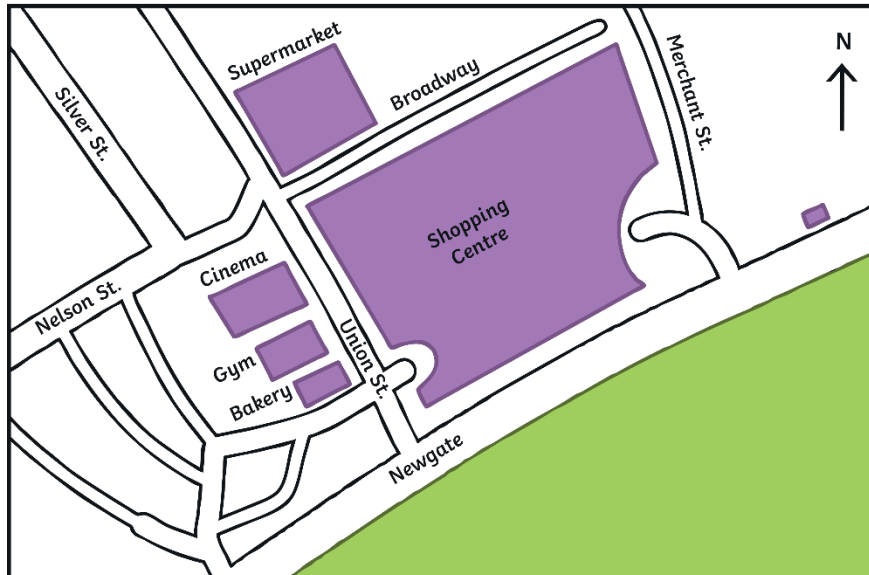 Supermarket
N
Broadway
Merchant St.
Silver St.
Shopping
Centre
Cinema
Nelson St.
Union St.
Gym
Bakery
Newgate